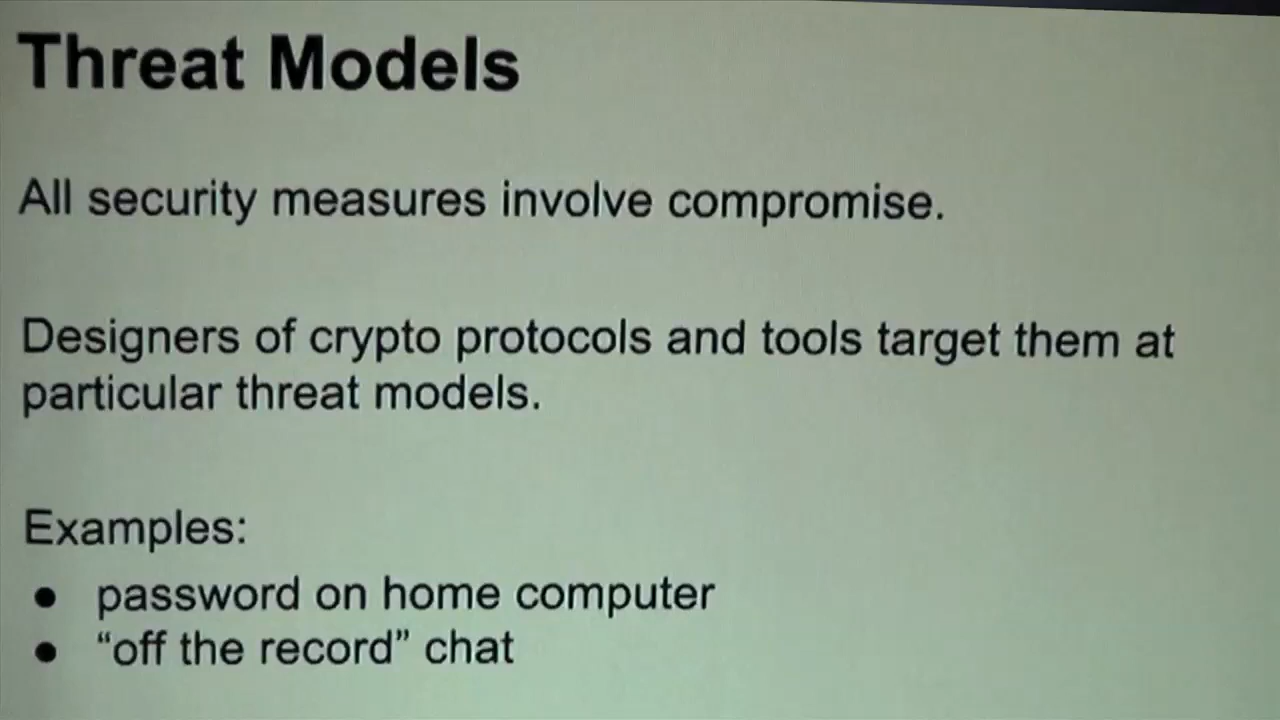 Threat Models
All security measures involve compromise.
Designers of crypto protocols and tools target them at
particular threat models.
Examples:
● password on home computer
● “off the record” chat